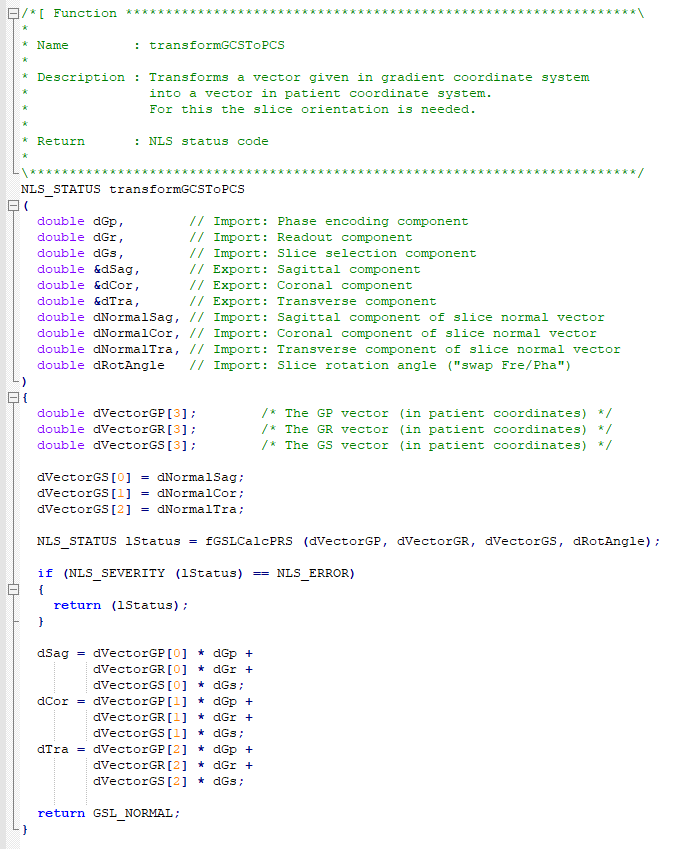 /*[ Function ****************************************************************\
*
* Name        : transformGCSToPCS
*
* Description : Transforms a vector given in gradient coordinate system
*               into a vector in patient coordinate system.
*               For this the slice orientation is needed.
*
* Return      : NLS status code
*
\****************************************************************************/
NLS_STATUS transformGCSToPCS
(
  double dGp,        // Import: Phase encoding component
  double dGr,        // Import: Readout component
  double dGs,        // Import: Slice selection component
  double &dSag,      // Export: Sagittal component
  double &dCor,      // Export: Coronal component
  double &dTra,      // Export: Transverse component
  double dNormalSag, // Import: Sagittal component of slice normal vector
  double dNormalCor, // Import: Coronal component of slice normal vector
  double dNormalTra, // Import: Transverse component of slice normal vector
  double dRotAngle   // Import: Slice rotation angle ("swap Fre/Pha")
)
{
  double dVectorGP[3];        /* The GP vector (in patient coordinates) */
  double dVectorGR[3];        /* The GR vector (in patient coordinates) */
  double dVectorGS[3];        /* The GS vector (in patient coordinates) */

  dVectorGS[0] = dNormalSag;
  dVectorGS[1] = dNormalCor;
  dVectorGS[2] = dNormalTra;

  NLS_STATUS lStatus = fGSLCalcPRS (dVectorGP, dVectorGR, dVectorGS, dRotAngle);

  if (NLS_SEVERITY (lStatus) == NLS_ERROR)
  {
    return (lStatus);
  }

  dSag = dVectorGP[0] * dGp +
         dVectorGR[0] * dGr +
         dVectorGS[0] * dGs;
  dCor = dVectorGP[1] * dGp +
         dVectorGR[1] * dGr +
         dVectorGS[1] * dGs;
  dTra = dVectorGP[2] * dGp +
         dVectorGR[2] * dGr +
         dVectorGS[2] * dGs;

  return GSL_NORMAL;
}